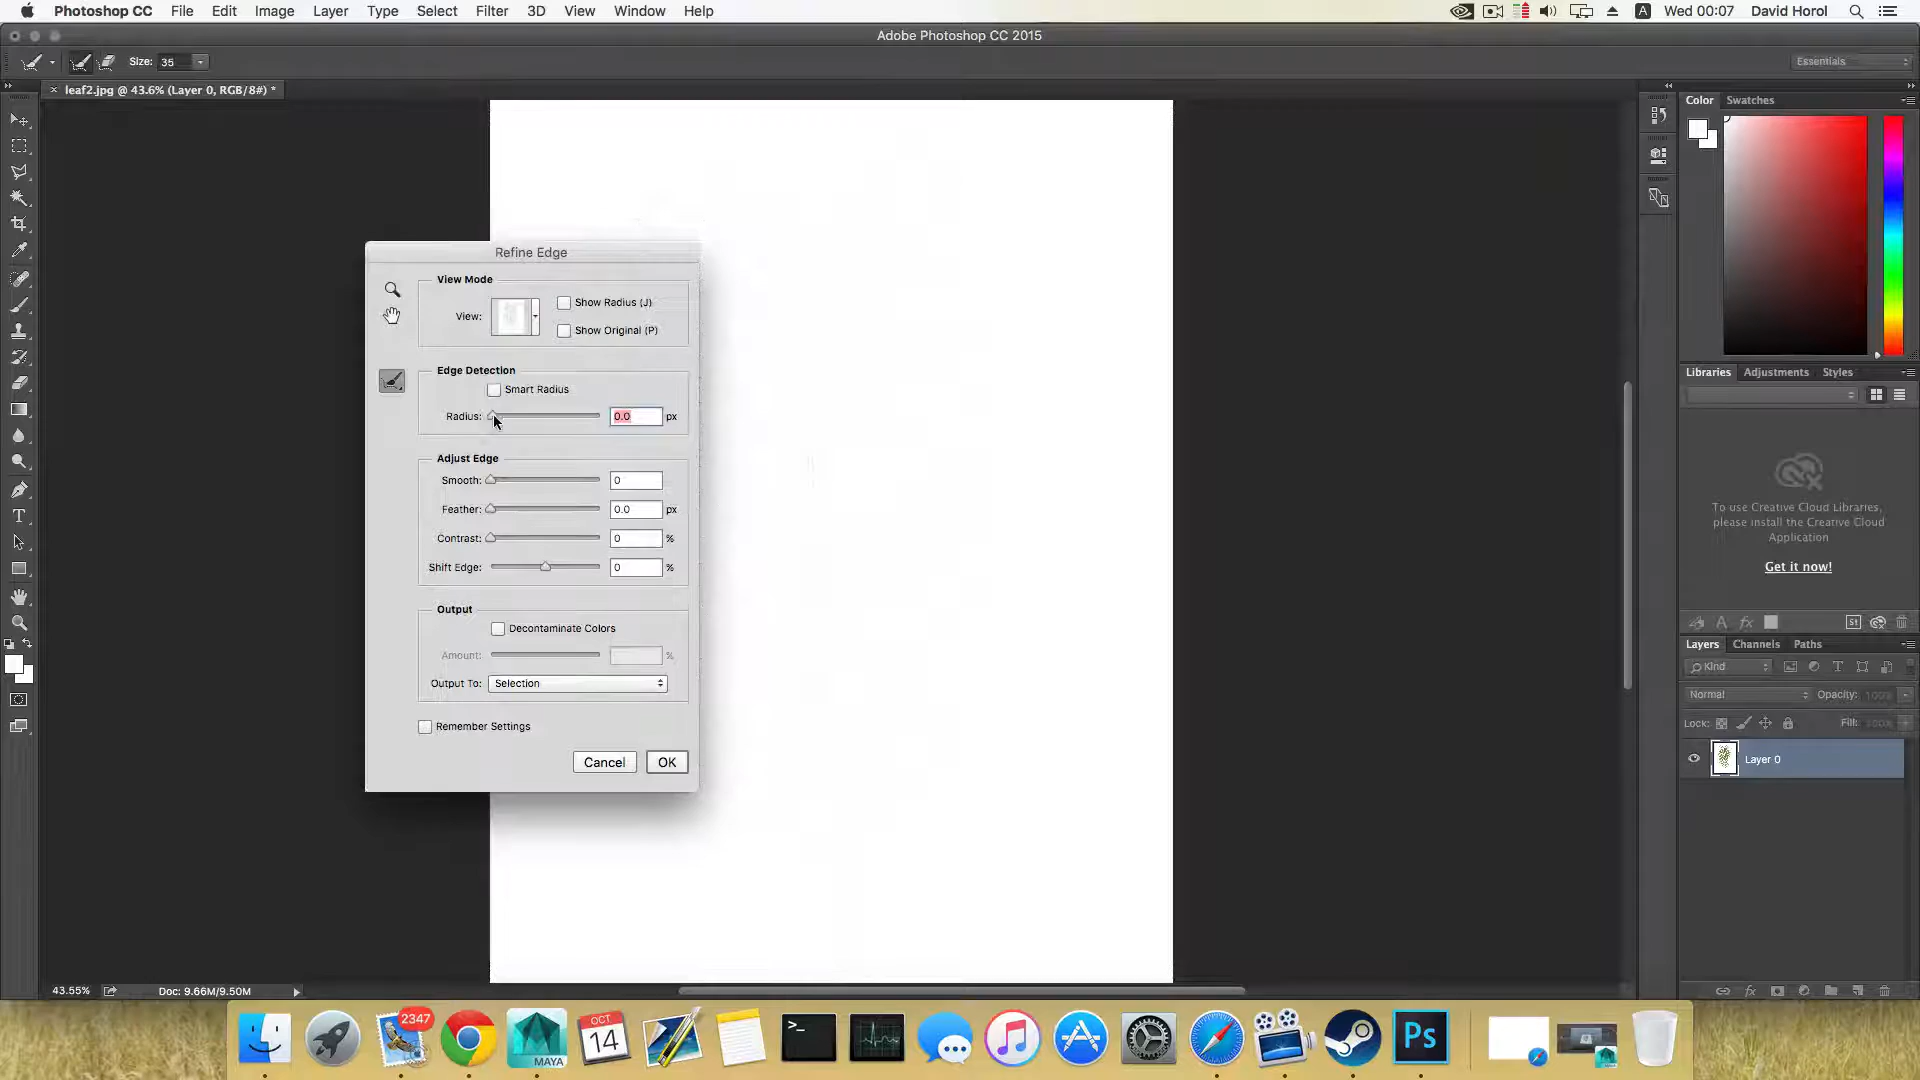 Photoshop CC File Edit Image Layer Type Select Filter 3D View Window Help A Wed 00:07 David Horol
Adobe Photoshop CC 2015
Size: 35 Essentials
leaf2.jpg @ 43.6% (Layer 0, RGB/8#) *
Color Swatches
Refine Edge
View Mode
View:
Show Radius (J)
Show Original (P)
Edge Detection
Smart Radius
Radius: 0.0 px
Adjust Edge
Smooth: 0
Feather: 0.0 px
Contrast: 0 %
Shift Edge: 0 %
Output
Decontaminate Colors
Amount: %
Output To: Selection
Remember Settings
Cancel OK
Libraries Adjustments Styles
To use Creative Cloud Libraries,
please install the Creative Cloud
Application
Get it now!
St
Layers Channels Paths
Kind
Normal Opacity: 100%
Lock: Fill: 100%
Layer 0
43.55% Doc: 9.66M/9.50M
2347
MAYA
OCT
14
Ps